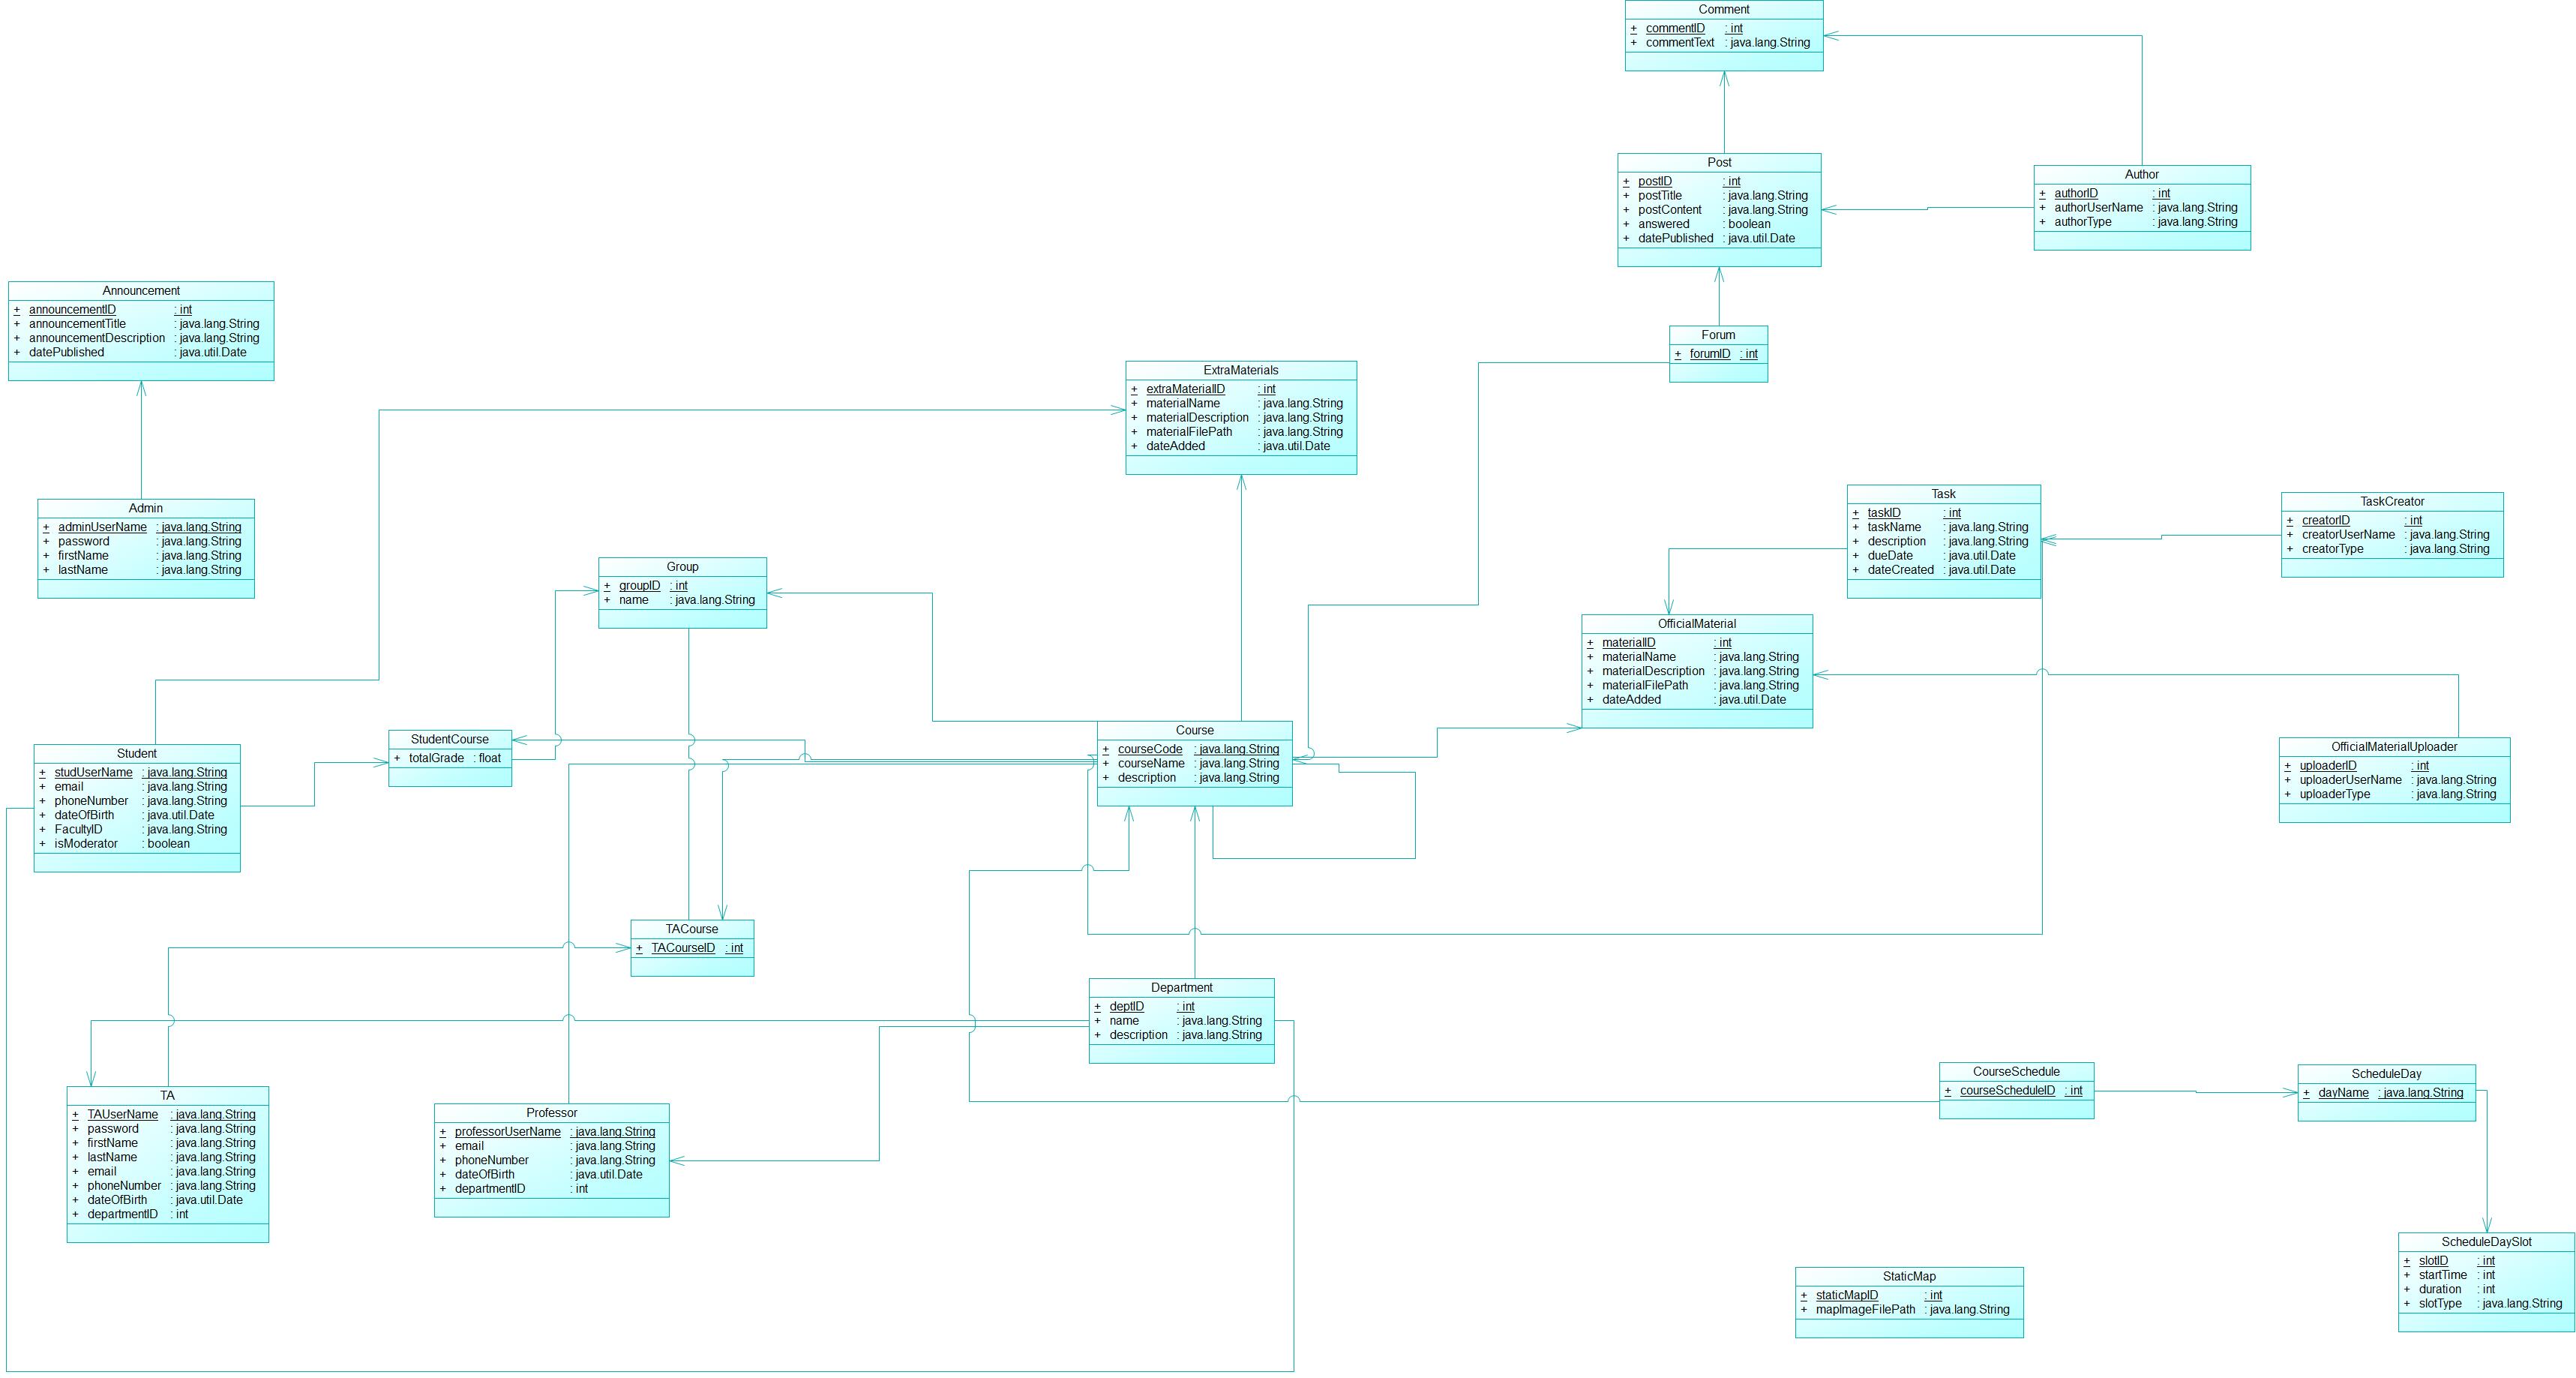 Comment
+ commentID : int
+ commentText : java.lang.String
Post
+ postID : int
+ postTitle : java.lang.String
+ postContent : java.lang.String
+ answered : boolean
+ datePublished : java.util.Date
Author
+ authorID : int
+ authorUserName : java.lang.String
+ authorType : java.lang.String
Announcement
+ announcementID : int
+ announcementTitle : java.lang.String
+ announcementDescription : java.lang.String
+ datePublished : java.util.Date
Forum
+ forumID : int
ExtraMaterials
+ extraMaterialID : int
+ materialName : java.lang.String
+ materialDescription : java.lang.String
+ materialFilePath : java.lang.String
+ dateAdded : java.util.Date
Admin
+ adminUserName : java.lang.String
+ password : java.lang.String
+ firstName : java.lang.String
+ lastName : java.lang.String
Task
+ taskID : int
+ taskName : java.lang.String
+ description : java.lang.String
+ dueDate : java.util.Date
+ dateCreated : java.util.Date
TaskCreator
+ creatorID : int
+ creatorUserName : java.lang.String
+ creatorType : java.lang.String
Group
+ groupID : int
+ name : java.lang.String
OfficialMaterial
+ materialID : int
+ materialName : java.lang.String
+ materialDescription : java.lang.String
+ materialFilePath : java.lang.String
+ dateAdded : java.util.Date
Student
+ studUserName : java.lang.String
+ email : java.lang.String
+ phoneNumber : java.lang.String
+ dateOfBirth : java.util.Date
+ FacultyID : java.lang.String
+ isModerator : boolean
StudentCourse
+ totalGrade : float
Course
+ courseCode : java.lang.String
+ courseName : java.lang.String
+ description : java.lang.String
OfficialMaterialUploader
+ uploaderID : int
+ uploaderUserName : java.lang.String
+ uploaderType : java.lang.String
TACourse
+ TACourseID : int
Department
+ deptID : int
+ name : java.lang.String
+ description : java.lang.String
TA
+ TAUserName : java.lang.String
+ password : java.lang.String
+ firstName : java.lang.String
+ lastName : java.lang.String
+ email : java.lang.String
+ phoneNumber : java.lang.String
+ dateOfBirth : java.util.Date
+ departmentID : int
Professor
+ professorUserName : java.lang.String
+ email : java.lang.String
+ phoneNumber : java.lang.String
+ dateOfBirth : java.util.Date
+ departmentID : int
CourseSchedule
+ courseScheduleID : int
ScheduleDay
+ dayName : java.lang.String
ScheduleDaySlot
+ slotID : int
+ startTime : int
+ duration : int
+ slotType : java.lang.String
StaticMap
+ staticMapID : int
+ mapImageFilePath : java.lang.String